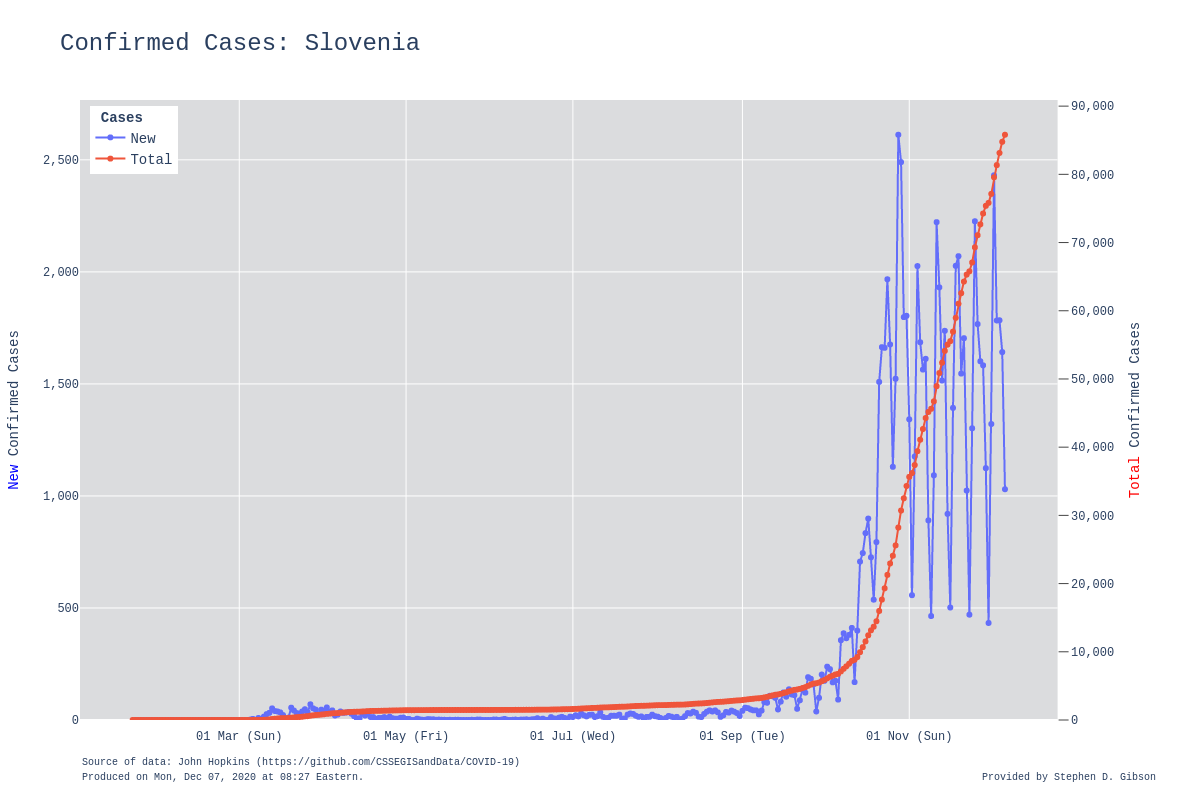 Confirmed Cases: Slovenia
Cases
New
Total
2,500
2,000
1,500
1,000
500
0
90,000
80,000
70,000
60,000
50,000
40,000
30,000
20,000
10,000
0
New Confirmed Cases
Total Confirmed Cases
01 Mar (Sun) 01 May (Fri) 01 Jul (Wed) 01 Sep (Tue) 01 Nov (Sun)
Source of data: John Hopkins (https://github.com/CSSEGISandData/COVID-19)
Produced on Mon, Dec 07, 2020 at 08:27 Eastern.
Provided by Stephen D. Gibson